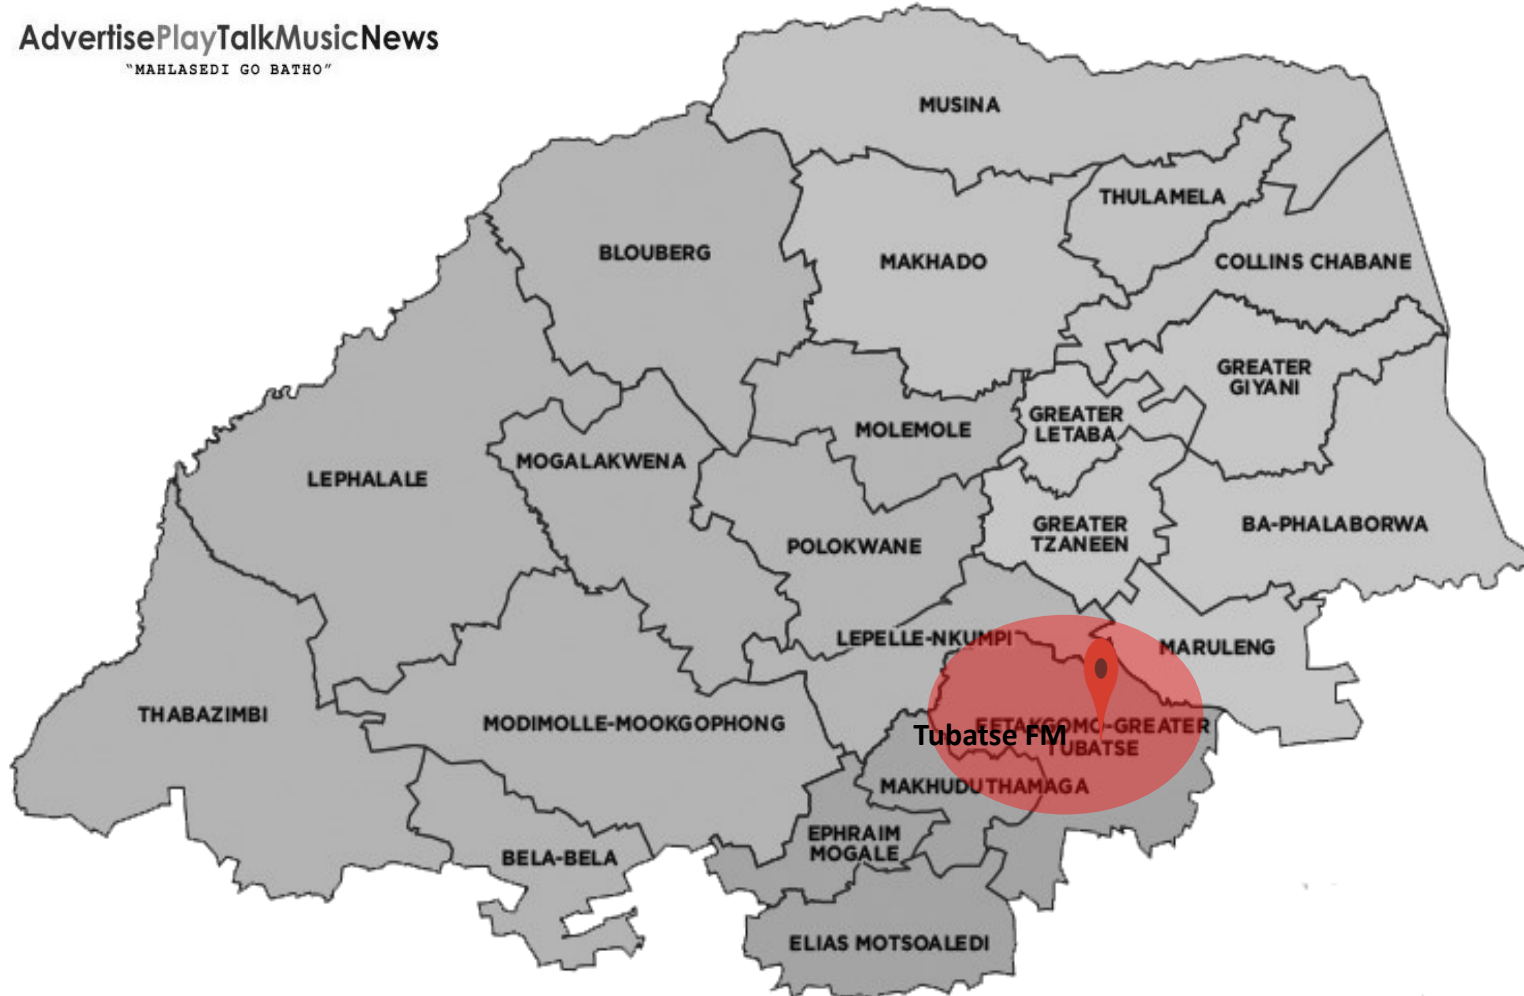 AdvertisePlayTalkMusicNews
“MAHLASEDI GO BATHO”
MUSINA
THULAMELA
BLOUBERG
MAKHADO
COLLINS CHABANE
GREATER
GIYANI
GREATER
LETABA
MOLEMOLE
MOGALAKWENA
LEPHALALE
BA-PHALABORWA
GREATER
TZANEEN
POLOKWANE
LEPELLE-NKUMPI
MARULENG
THABAZIMBI
MODIMOLLE-MOOKGOPHONG
FETAKGOMO-GREATER
TUBATSE
Tubatse FM
MAKHUDUTHAMAGA
EPHRAIM
MOGALE
BELA-BELA
ELIAS MOTSOALEDI